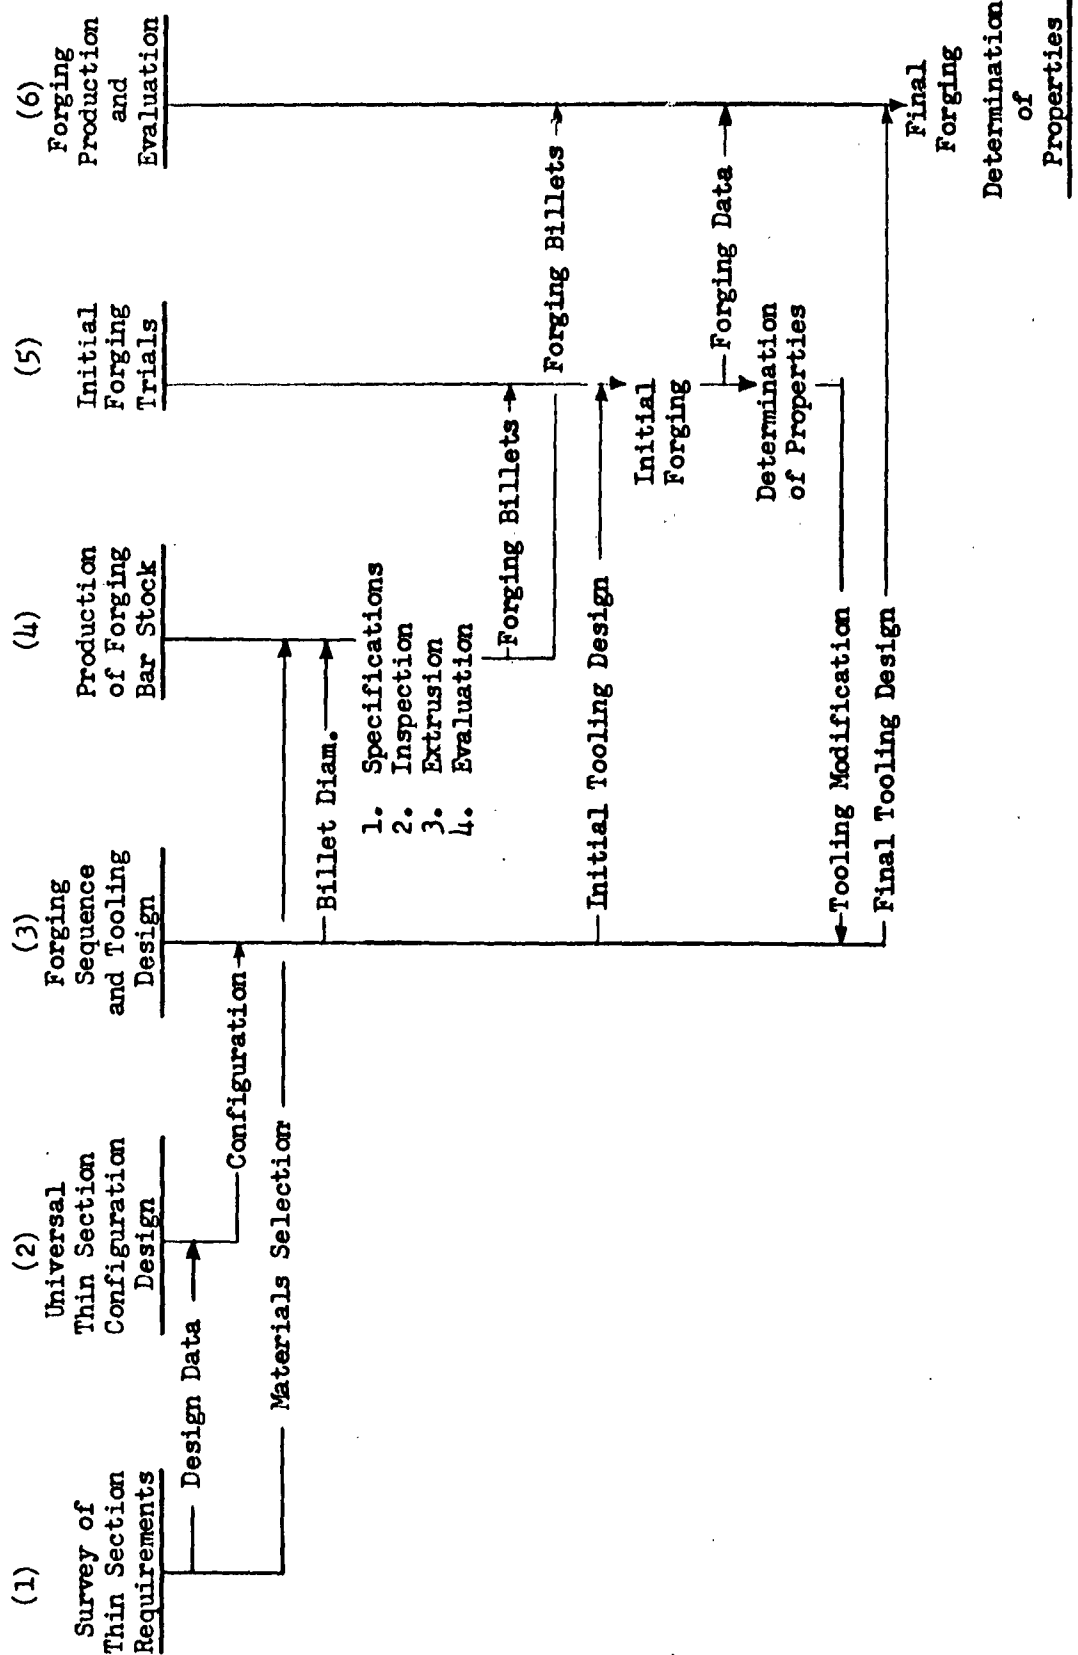 (1)
Survey of
Thin Section
Requirements
(2)
Universal
Thin Section
Configuration
Design
(3)
Forging
Sequence
and Tooling
Design
(4)
Production
of Forging
Bar Stock
(5)
Initial
Forging
Trials
(6)
Forging
Production
and
Evaluation
Design Data
Configuration
Materials Selection
Billet Diam.
1. Specifications
2. Inspection
3. Extrusion
4. Evaluation
Forging Billets
Forging Billets
Initial Tooling Design
Initial
Forging
Forging Data
Determination
of Properties
Tooling Modification
Final Tooling Design
Final
Forging
Determination
of
Properties